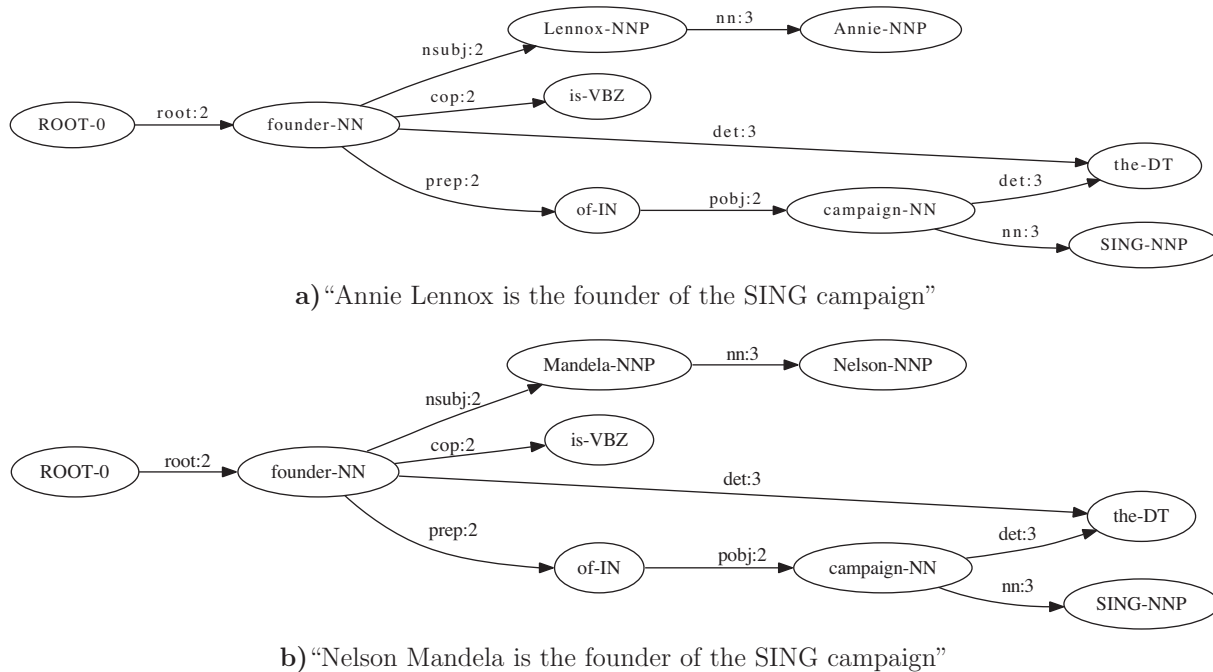 Lennox-NNP nn:3 Annie-NNP
nsubj:2
cop:2 is-VBZ
ROOT-0 root:2 founder-NN
det:3
the-DT
prep:2 det:3
of-IN pobj:2 campaign-NN
nn:3 SING-NNP
a) “Annie Lennox is the founder of the SING campaign”
Mandela-NNP nn:3 Nelson-NNP
nsubj:2
cop:2 is-VBZ
ROOT-0 root:2 founder-NN
det:3
the-DT
prep:2 det:3
of-IN pobj:2 campaign-NN
nn:3 SING-NNP
b) “Nelson Mandela is the founder of the SING campaign”